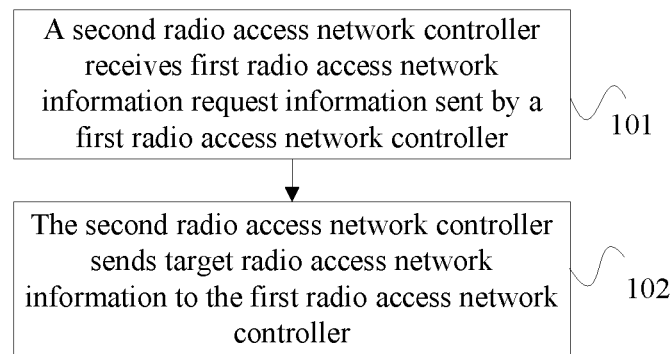 A second radio access network controller
receives first radio access network
information request information sent by a
first radio access network controller
101
The second radio access network controller
sends target radio access network
information to the first radio access network
controller
102